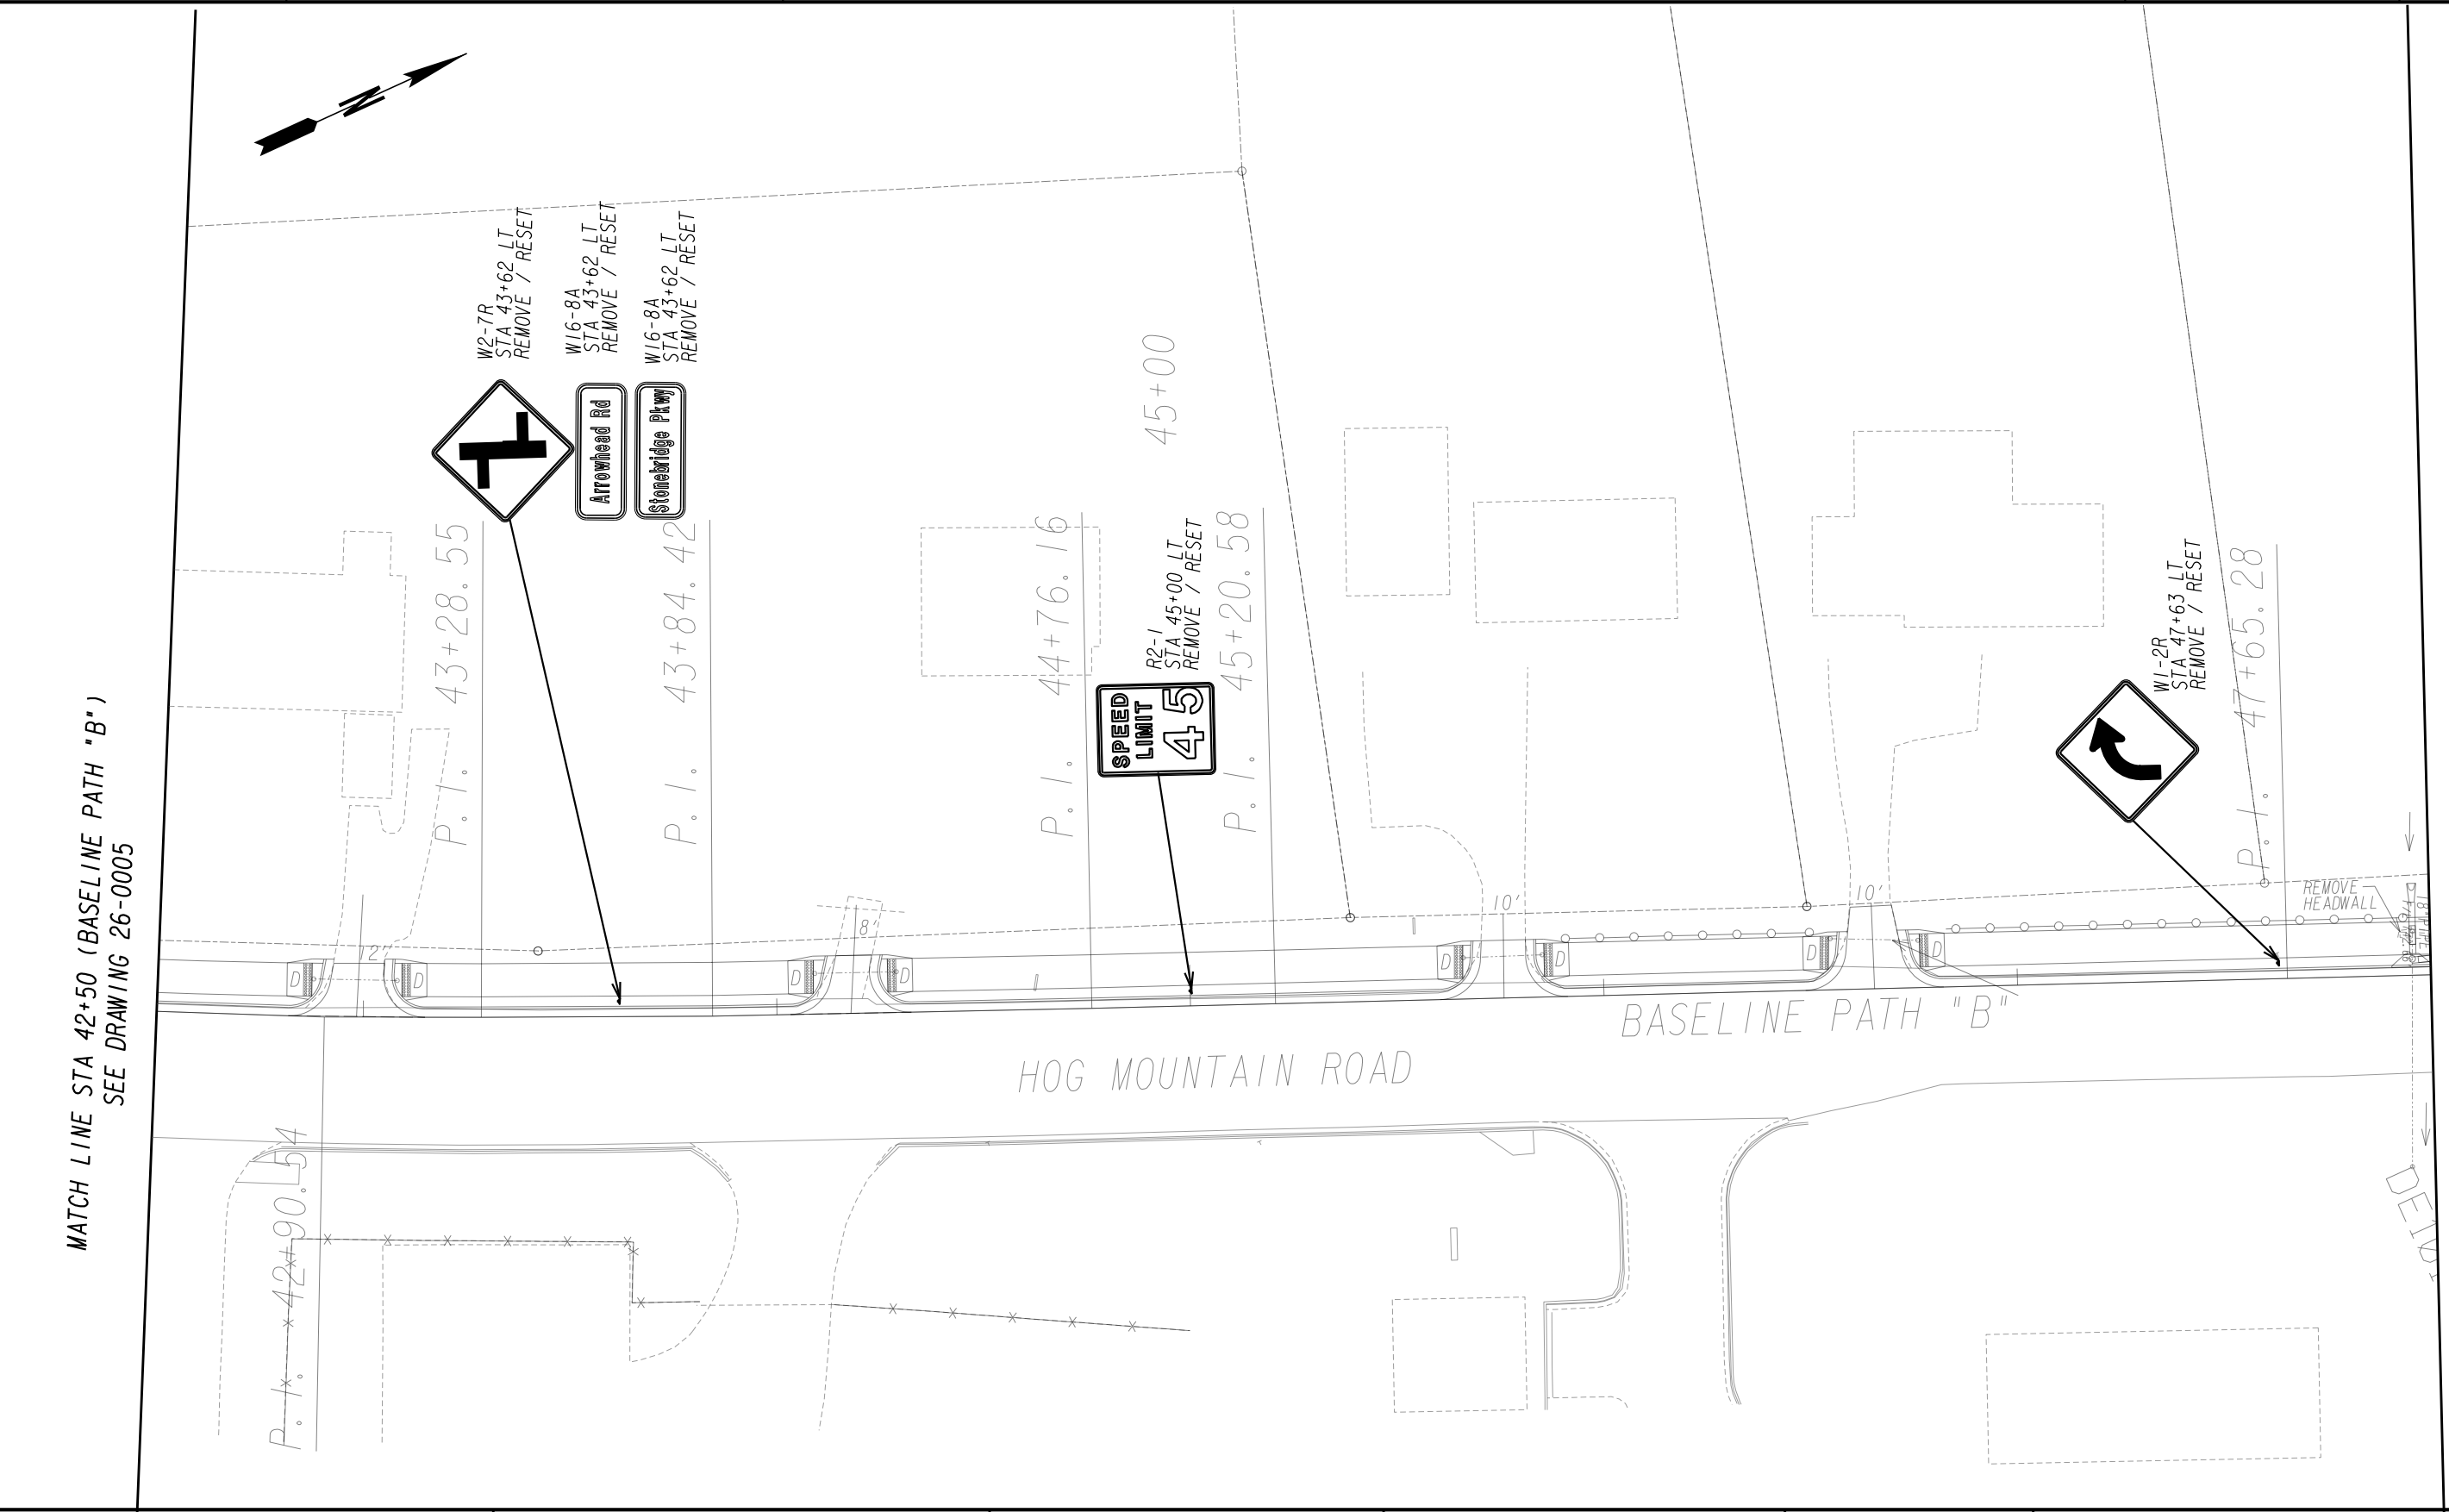 N
MATCH LINE STA 42+50 (BASELINE PATH "B")
SEE DRAWING 26-0005
W2-7R
STA 43+62 LT
REMOVE / RESET
W16-8A
STA 43+62 LT
REMOVE / RESET
W16-8A
STA 43+62 LT
REMOVE / RESET
Arrowhead Rd
Stonebridge Pkwy
P.I. 43+28.55
P.I. 43+84.42
P.I. 44+76.16
45+00
R2-1
STA 45+00 LT
REMOVE / RESET
SPEED
LIMIT
45
P.I. 45+20.58
W1-2R
STA 47+63 LT
REMOVE / RESET
P.I. 47+65.28
REMOVE
HEADWALL
12'
8'
10'
10'
D
D
D
D
D
D
D
D
BASELINE PATH "B"
HOG MOUNTAIN ROAD
P.I. 42+90.54